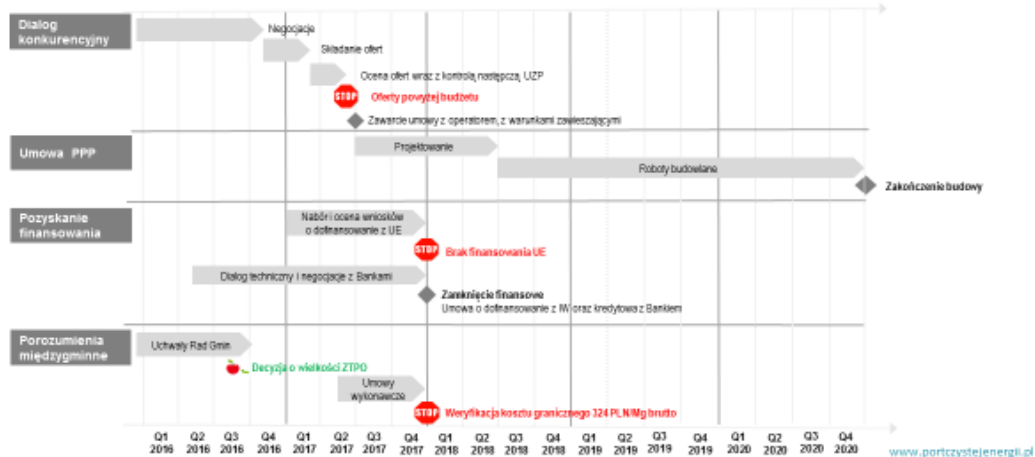 Dialog
konkurencyjny
Negocjacje
Składanie ofert
Ocena ofert wraz z kontrolą następczą UZP
STOP
Oferty powyżej budżetu
Zawarcie umowy z operatorem, z warunkami zawieszającymi
Umowa PPP
Projektowanie
Roboty budowlane
Zakończenie budowy
Pozyskanie
finansowania
Nabór i ocena wniosków
o dofinansowanie z UE
STOP
Brak finansowania UE
Dialog techniczny i negocjacje z Bankami
Zamknięcie finansowe
Umowa o dofinansowanie z IW oraz kredytowa z Bankiem
Porozumienia
międzygminne
Uchwały Rad Gmin
Decyzja o wielkości ZTPO
Umowy
wykonawcze
STOP
Weryfikacja kosztu granicznego 324 PLN/Mg brutto
Q1 Q2 Q3 Q4 Q1 Q2 Q3 Q4 Q1 Q2 Q3 Q4 Q1 Q2 Q3 Q4 Q1 Q2 Q3 Q4
2016 2016 2016 2016 2017 2017 2017 2017 2018 2018 2018 2018 2019 2019 2019 2019 2020 2020 2020 2020
www.portczystejenergii.pl